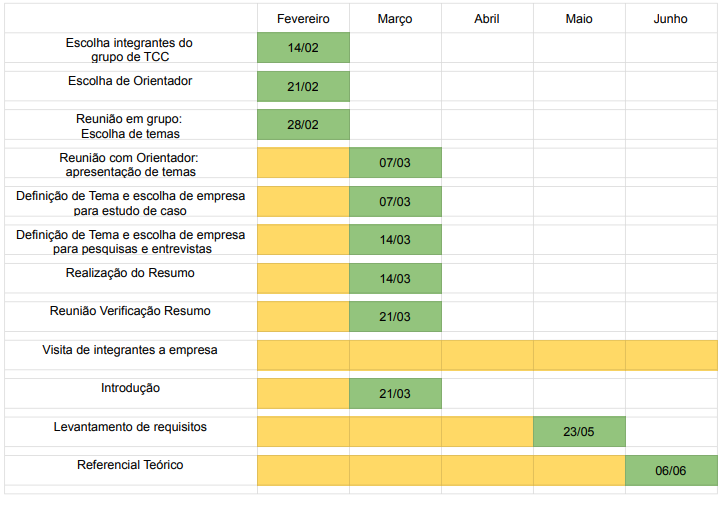 Fevereiro Março Abril Maio Junho
Escolha integrantes do
grupo de TCC 14/02
Escolha de Orientador 21/02
Reunião em grupo:
Escolha de temas 28/02
Reunião com Orientador:
apresentação de temas 07/03
Definição de Tema e escolha de empresa
para estudo de caso 07/03
Definição de Tema e escolha de empresa
para pesquisas e entrevistas 14/03
Realização do Resumo 14/03
Reunião Verificação Resumo 21/03
Visita de integrantes a empresa
Introdução 21/03
Levantamento de requisitos 23/05
Referencial Teórico 06/06